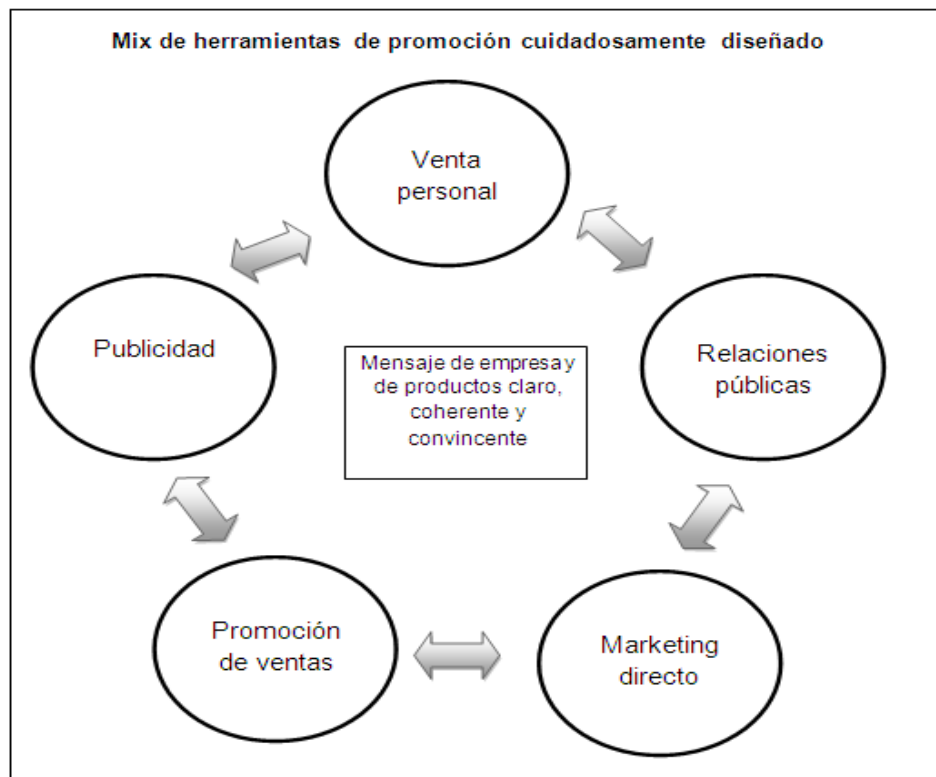 Mix de herramientas de promoción cuidadosamente diseñado
Venta
personal
Publicidad
Relaciones
públicas
Mensaje de empresa y
de productos claro,
coherente y
convincente
Promoción
de ventas
Marketing
directo